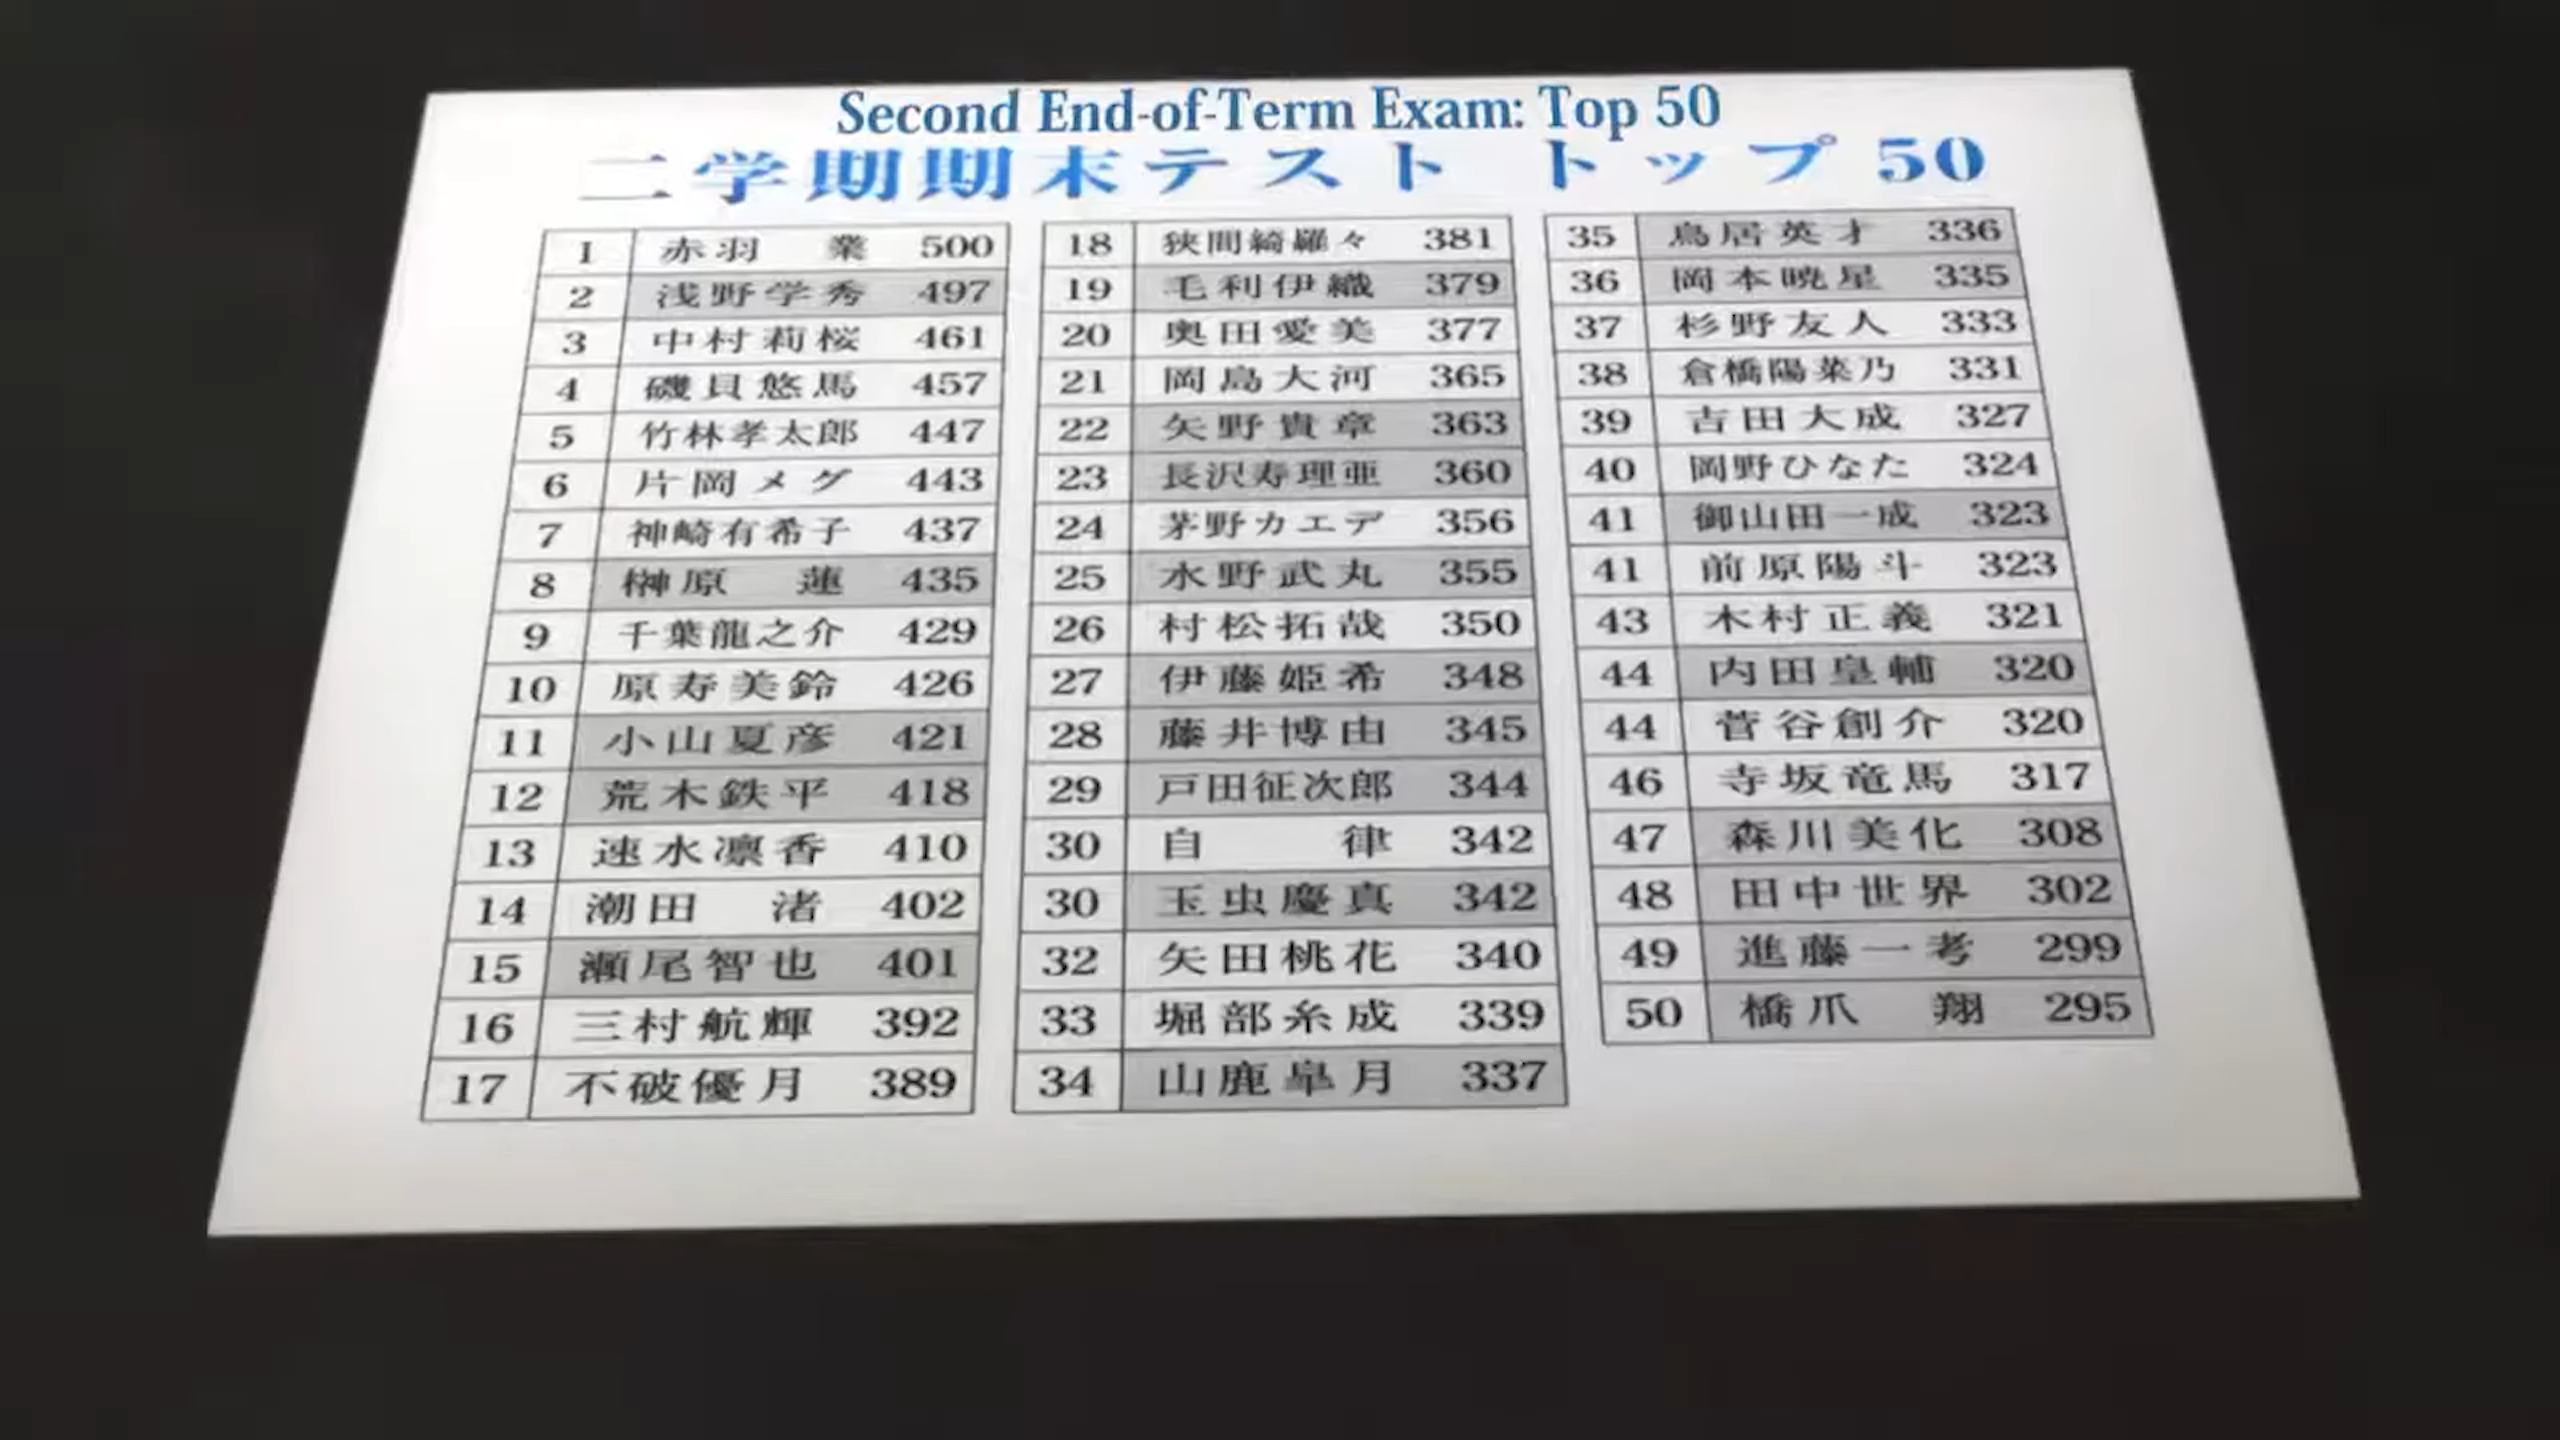 Second End-of-Term Exam: Top 50
二学期期末テスト トップ 50
1 赤羽 業 500
2 浅野学秀 497
3 中村莉桜 461
4 磯貝悠馬 457
5 竹林孝太郎 447
6 片岡メグ 443
7 神崎有希子 437
8 榊原 蓮 435
9 千葉龍之介 429
10 原寿美鈴 426
11 小山夏彦 421
12 荒木鉄平 418
13 速水凛香 410
14 潮田 渚 402
15 瀬尾智也 401
16 三村航輝 392
17 不破優月 389
18 狭間綺羅々 381
19 毛利伊織 379
20 奥田愛美 377
21 岡島大河 365
22 矢野貴章 363
23 長沢寿理亜 360
24 茅野カエデ 356
25 水野武丸 355
26 村松拓哉 350
27 伊藤姫希 348
28 藤井博由 345
29 戸田征次郎 344
30 自 律 342
30 玉虫慶真 342
32 矢田桃花 340
33 堀部糸成 339
34 山鹿皐月 337
35 鳥居英才 336
36 岡本暁星 335
37 杉野友人 333
38 倉橋陽菜乃 331
39 吉田大成 327
40 岡野ひなた 324
41 御山田一成 323
41 前原陽斗 323
43 木村正義 321
44 内田皇輔 320
44 菅谷創介 320
46 寺坂竜馬 317
47 森川美化 308
48 田中世界 302
49 進藤一考 299
50 橋爪 翔 295